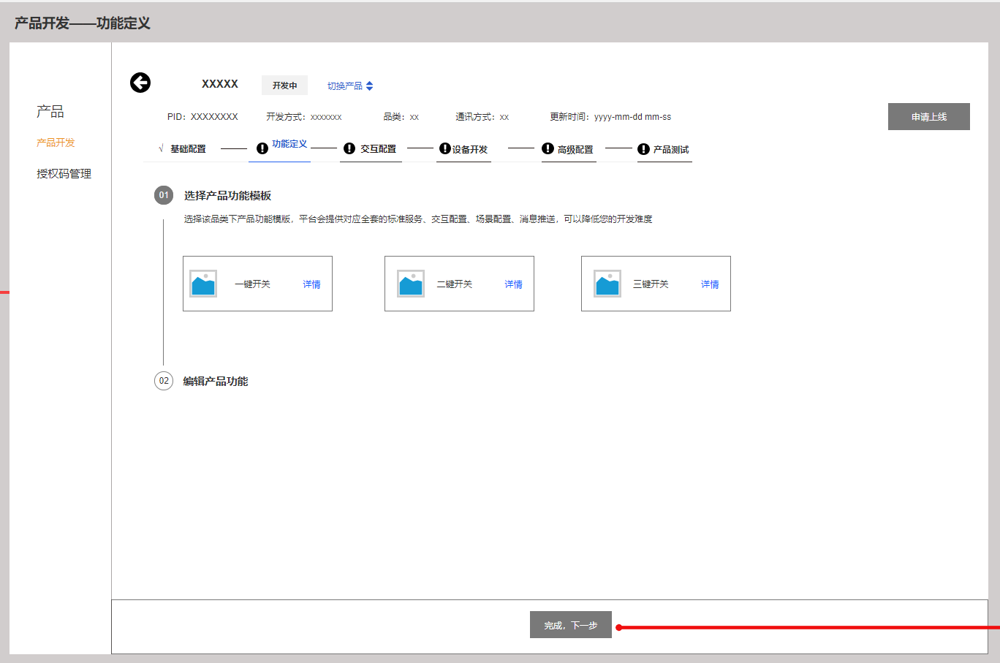 产品开发——功能定义
XXXXX 开发中 切换产品
产品
PID：XXXXXXXX 开发方式：xxxxxxx 品类：xx 通讯方式：xx 更新时间：yyyy-mm-dd mm-ss 申请上线
产品开发
√ 基础配置 功能定义 交互配置 设备开发 高级配置 产品测试
授权码管理
01 选择产品功能模板
选择该品类下产品功能模版，平台会提供对应全套的标准服务、交互配置、场景配置、消息推送，可以降低您的开发难度
一键开关 详情 二键开关 详情 三键开关 详情
02 编辑产品功能
完成，下一步